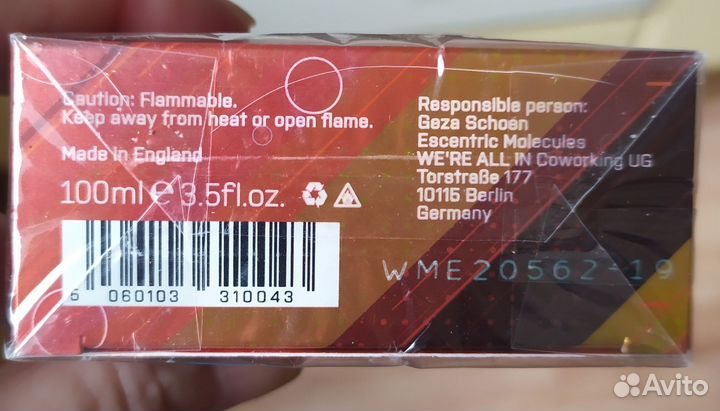 Caution: Flammable.
Keep away from heat or open flame.
Made in England
100ml e 3.5fl.oz.
6 060103 310043
Responsible person:
Geza Schoen
Escentric Molecules
WE'RE ALL IN Coworking UG
Torstraße 177
10115 Berlin
Germany
WME20562-19
Avito